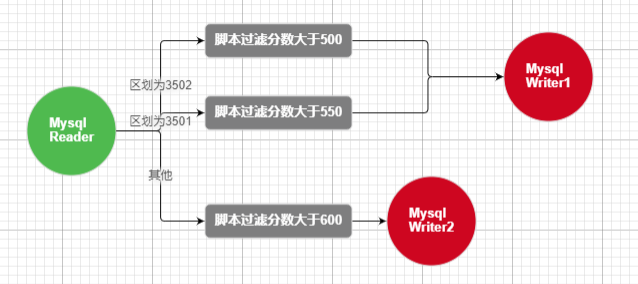 脚本过滤分数大于500
区划为3502
Mysql
Writer1
脚本过滤分数大于550
区划为3501
Mysql
Reader
其他
脚本过滤分数大于600
Mysql
Writer2